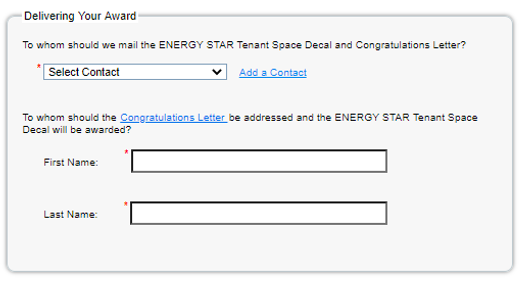 Delivering Your Award
To whom should we mail the ENERGY STAR Tenant Space Decal and Congratulations Letter?
* Select Contact Add a Contact
To whom should the Congratulations Letter be addressed and the ENERGY STAR Tenant Space
Decal will be awarded?
First Name: *
Last Name: *